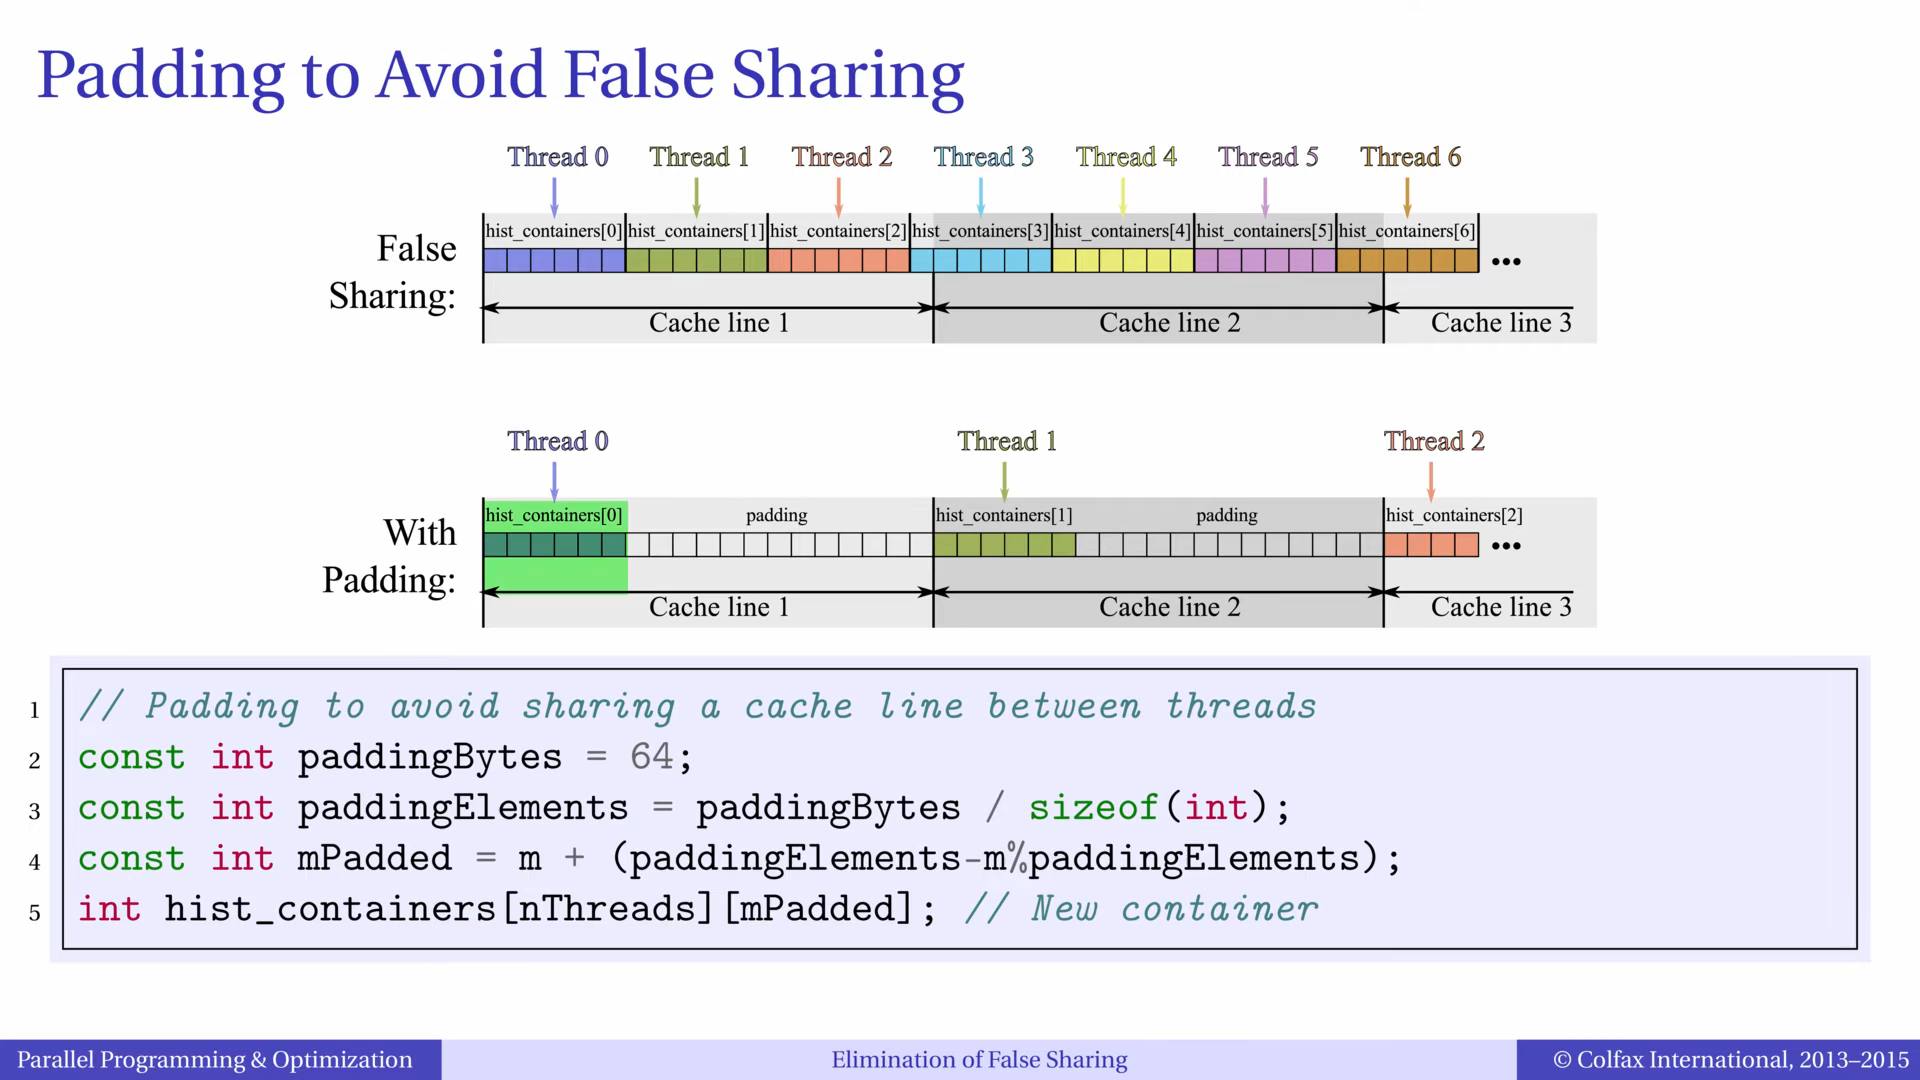 Padding to Avoid False Sharing
Thread 0 Thread 1 Thread 2 Thread 3 Thread 4 Thread 5 Thread 6
False Sharing:
hist_containers[0] hist_containers[1] hist_containers[2] hist_containers[3] hist_containers[4] hist_containers[5] hist_containers[6]
...
Cache line 1 Cache line 2 Cache line 3
Thread 0 Thread 1 Thread 2
With Padding:
hist_containers[0] padding hist_containers[1] padding hist_containers[2]
...
Cache line 1 Cache line 2 Cache line 3
1 // Padding to avoid sharing a cache line between threads
2 const int paddingBytes = 64;
3 const int paddingElements = paddingBytes / sizeof(int);
4 const int mPadded = m + (paddingElements-m%paddingElements);
5 int hist_containers[nThreads][mPadded]; // New container
Parallel Programming & Optimization Elimination of False Sharing © Colfax International, 2013–2015